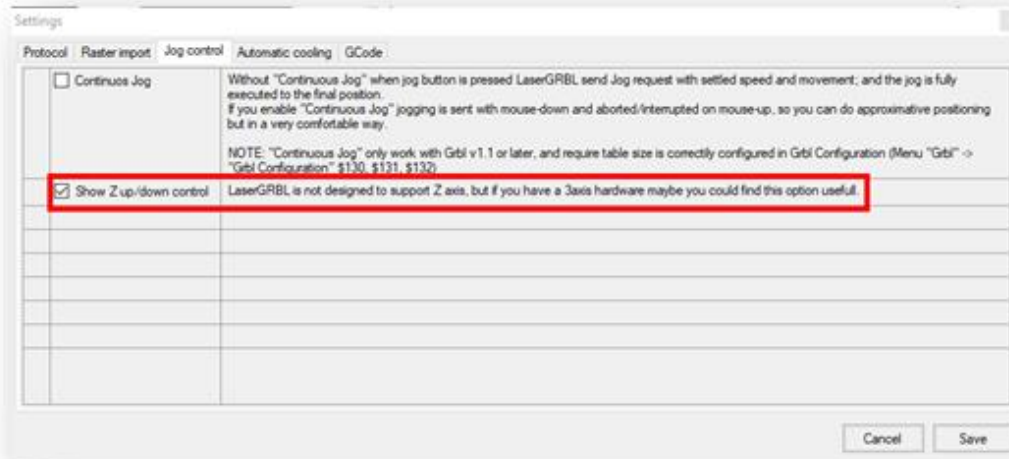 Settings
Protocol Raster import Jog control Automatic cooling GCode
Continuos Jog
Without "Continuous Jog" when jog button is pressed LaserGRBL send Jog request with settled speed and movement; and the jog is fully
executed to the final position.
If you enable "Continuous Jog" jogging is sent with mouse-down and aborted/interrupted on mouse-up, so you can do approximative positioning
but in a very comfortable way.
NOTE: "Continuous Jog" only work with Grbl v1.1 or later, and require table size is correctly configured in Grbl Configuration (Menu "Grbl" ->
"Grbl Configuration" $130, $131, $132)
Show Z up/down control
LaserGRBL is not designed to support Z axis, but if you have a 3axis hardware maybe you could find this option usefull.
Cancel Save